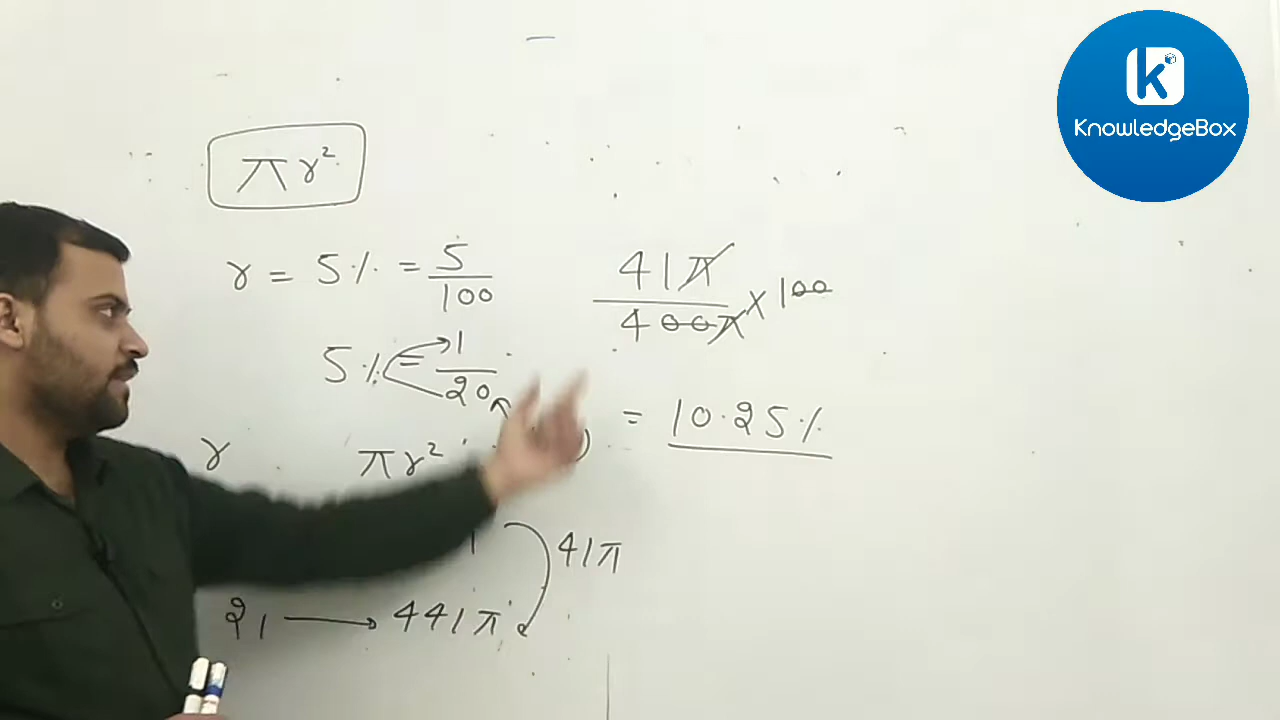 πr²
r = 5% = 5/100
5% = 1/20
r πr²
41π
21 → 441π
41π/400π × 100
= 10.25%
k
KnowledgeBox